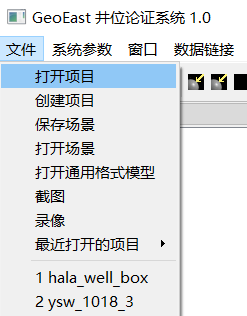 GeoEast 井位论证系统 1.0
文件 系统参数 窗口 数据链接
打开项目
创建项目
保存场景
打开场景
打开通用格式模型
截图
录像
最近打开的项目
1 hala_well_box
2 ysw_1018_3